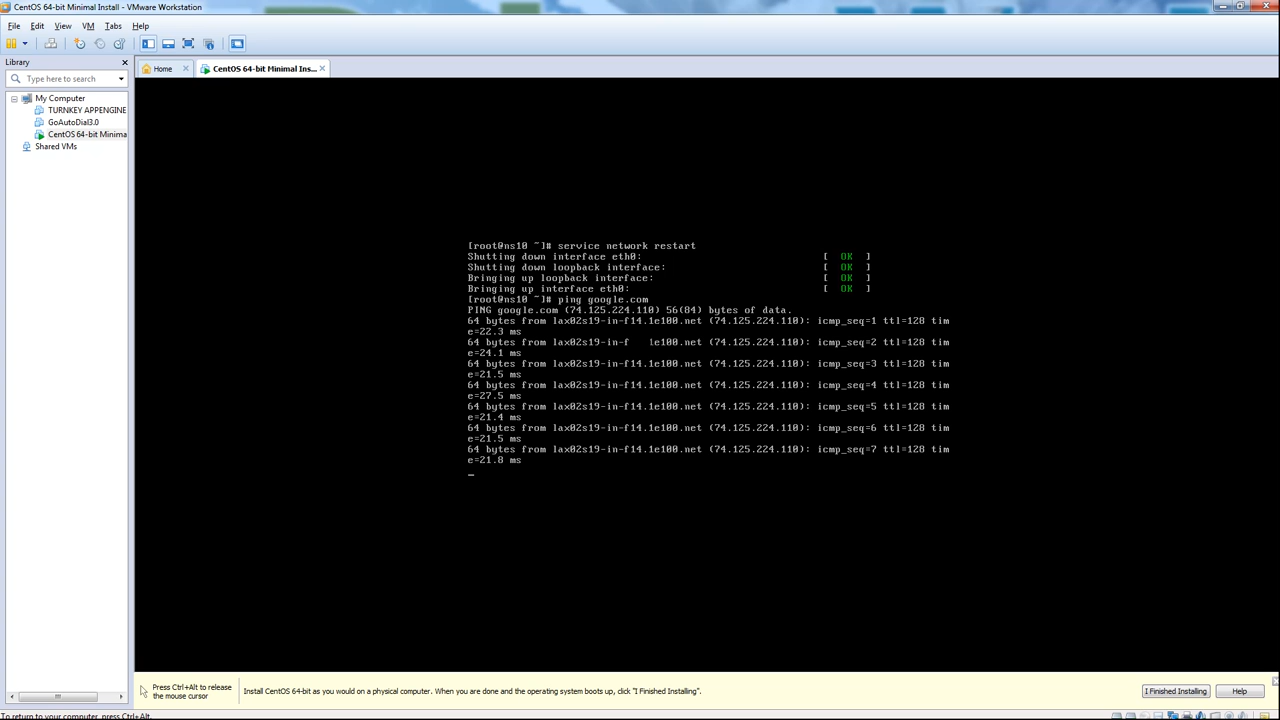 CentOS 64-bit Minimal Install - VMware Workstation
File Edit View VM Tabs Help
Library
Type here to search
My Computer
TURNKEY APPENGINE
GoAutoDial3.0
CentOS 64-bit Minima
Shared VMs
Home
CentOS 64-bit Minimal Ins...
[root@ns10 ~]# service network restart
Shutting down interface eth0: [ OK ]
Shutting down loopback interface: [ OK ]
Bringing up loopback interface: [ OK ]
Bringing up interface eth0: [ OK ]
[root@ns10 ~]# ping google.com
PING google.com (74.125.224.110) 56(84) bytes of data.
64 bytes from lax02s19-in-f14.1e100.net (74.125.224.110): icmp_seq=1 ttl=128 tim
e=22.3 ms
64 bytes from lax02s19-in-f 1e100.net (74.125.224.110): icmp_seq=2 ttl=128 tim
e=24.1 ms
64 bytes from lax02s19-in-f14.1e100.net (74.125.224.110): icmp_seq=3 ttl=128 tim
e=21.5 ms
64 bytes from lax02s19-in-f14.1e100.net (74.125.224.110): icmp_seq=4 ttl=128 tim
e=27.5 ms
64 bytes from lax02s19-in-f14.1e100.net (74.125.224.110): icmp_seq=5 ttl=128 tim
e=21.4 ms
64 bytes from lax02s19-in-f14.1e100.net (74.125.224.110): icmp_seq=6 ttl=128 tim
e=21.5 ms
64 bytes from lax02s19-in-f14.1e100.net (74.125.224.110): icmp_seq=7 ttl=128 tim
e=21.8 ms
Press Ctrl+Alt to release
the mouse cursor
Install CentOS 64-bit as you would on a physical computer. When you are done and the operating system boots up, click "I Finished Installing".
I Finished Installing
Help
To return to your computer, press Ctrl+Alt.